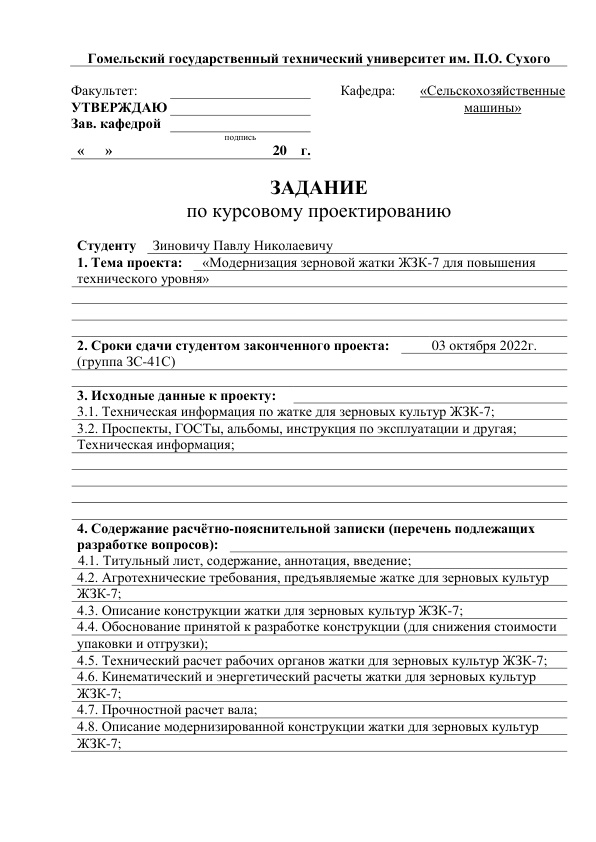 Гомельский государственный технический университет им. П.О. Сухого
Факультет: Кафедра: «Сельскохозяйственные
УТВЕРЖДАЮ машины»
Зав. кафедрой
подпись
« » 20 г.
ЗАДАНИЕ
по курсовому проектированию
Студенту Зиновичу Павлу Николаевичу
1. Тема проекта: «Модернизация зерновой жатки ЖЗК-7 для повышения
технического уровня»
2. Сроки сдачи студентом законченного проекта: 03 октября 2022г.
(группа ЗС-41С)
3. Исходные данные к проекту:
3.1. Техническая информация по жатке для зерновых культур ЖЗК-7;
3.2. Проспекты, ГОСТы, альбомы, инструкция по эксплуатации и другая;
Техническая информация;
4. Содержание расчётно-пояснительной записки (перечень подлежащих
разработке вопросов):
4.1. Титульный лист, содержание, аннотация, введение;
4.2. Агротехнические требования, предъявляемые жатке для зерновых культур
ЖЗК-7;
4.3. Описание конструкции жатки для зерновых культур ЖЗК-7;
4.4. Обоснование принятой к разработке конструкции (для снижения стоимости
упаковки и отгрузки);
4.5. Технический расчет рабочих органов жатки для зерновых культур ЖЗК-7;
4.6. Кинематический и энергетический расчеты жатки для зерновых культур
ЖЗК-7;
4.7. Прочностной расчет вала;
4.8. Описание модернизированной конструкции жатки для зерновых культур
ЖЗК-7;